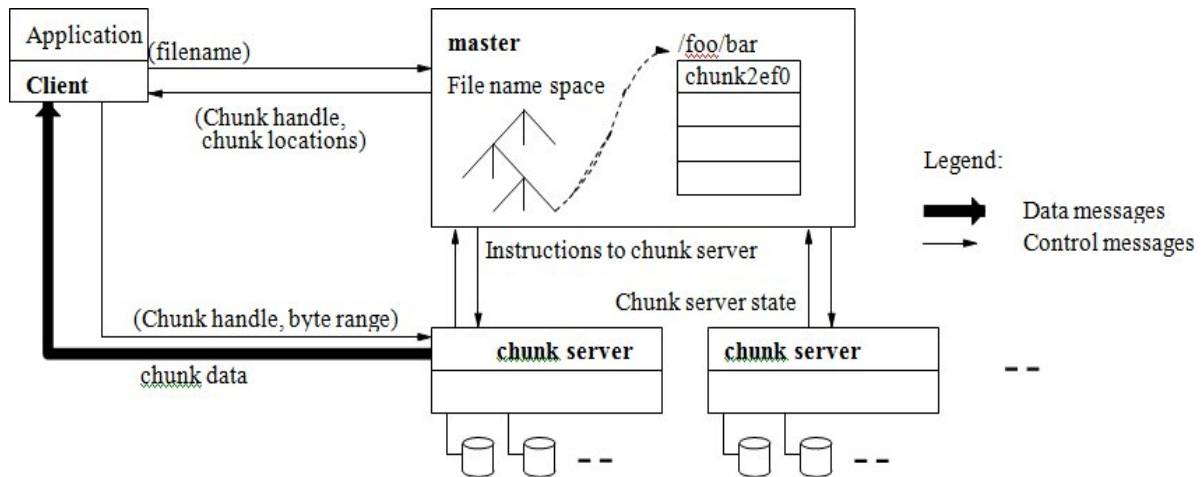 Application
Client
(filename)
(Chunk handle,
chunk locations)
master
File name space
/foo/bar
chunk2ef0
Legend:
Data messages
Control messages
Instructions to chunk server
Chunk server state
(Chunk handle, byte range)
chunk data
chunk server
chunk server